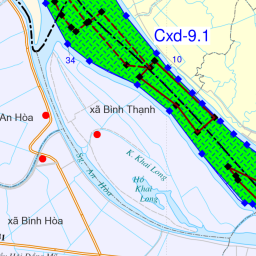 Cxd-9.1
34
10
xã Bình Thạnh
An Hòa
K. Khai Long
Hồ
Khai
Long
xã Bình Hòa